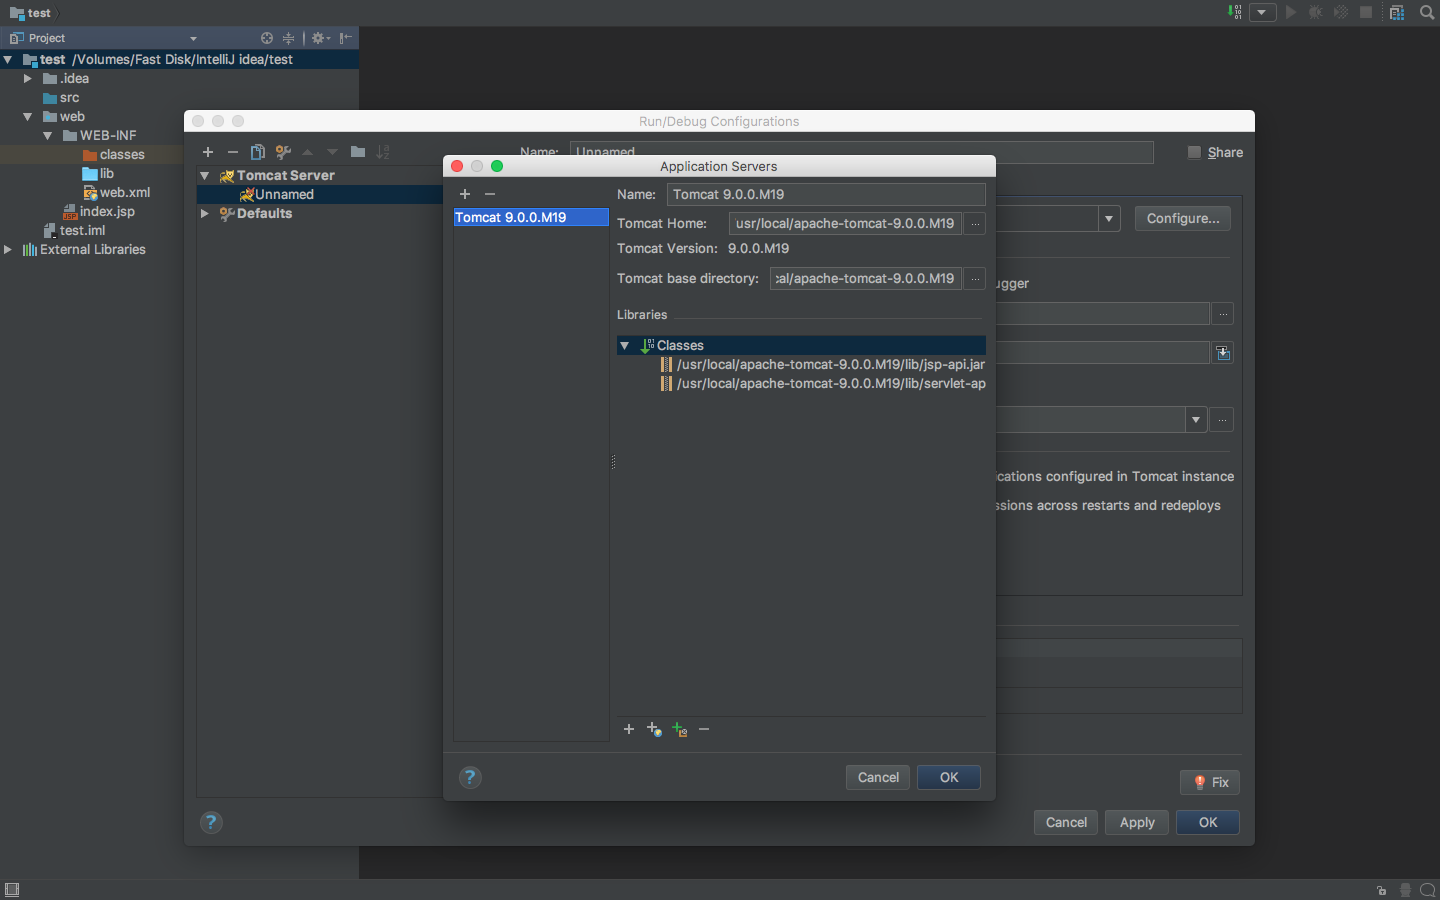 test
Project
test /Volumes/Fast Disk/IntelliJ idea/test
.idea
src
web
WEB-INF
classes
lib
web.xml
index.jsp
test.iml
External Libraries
Run/Debug Configurations
Name: Unnamed
Share
Tomcat Server
Unnamed
Defaults
Configure...
ugger
ications configured in Tomcat instance
ssions across restarts and redeploys
Fix
Cancel
Apply
OK
Application Servers
Tomcat 9.0.0.M19
Name: Tomcat 9.0.0.M19
Tomcat Home: usr/local/apache-tomcat-9.0.0.M19
Tomcat Version: 9.0.0.M19
Tomcat base directory: cal/apache-tomcat-9.0.0.M19
Libraries
Classes
/usr/local/apache-tomcat-9.0.0.M19/lib/jsp-api.jar
/usr/local/apache-tomcat-9.0.0.M19/lib/servlet-ap
?
Cancel
OK
?